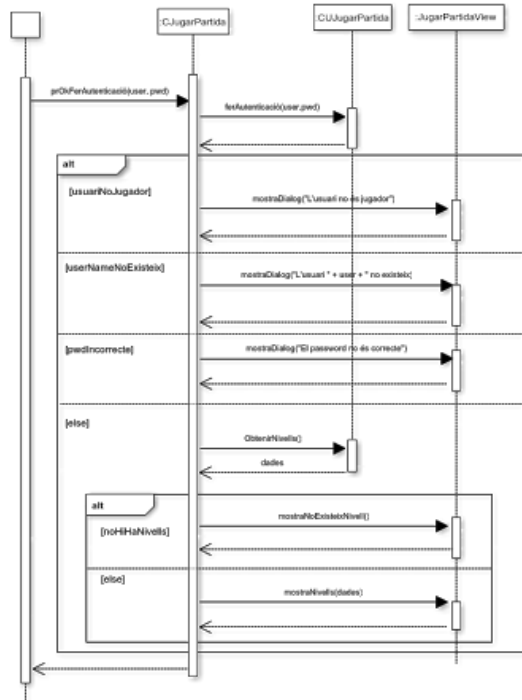 :CJugarPartida
:CUJugarPartida
:JugarPartidaView
prOkFerAutenticació(user, pwd)
ferAutenticació(user,pwd)
alt
[usuariNoJugador]
mostraDialog("L'usuari no és jugador")
[userNameNoExisteix]
mostraDialog("L'usuari " + user + " no existeix(
[pwdIncorrecte]
mostraDialog("El password no és correcte")
[else]
ObtenirNivells()
dades
alt
[noHiHaNivells]
mostraNoExisteixNivell()
[else]
mostraNivells(dades)